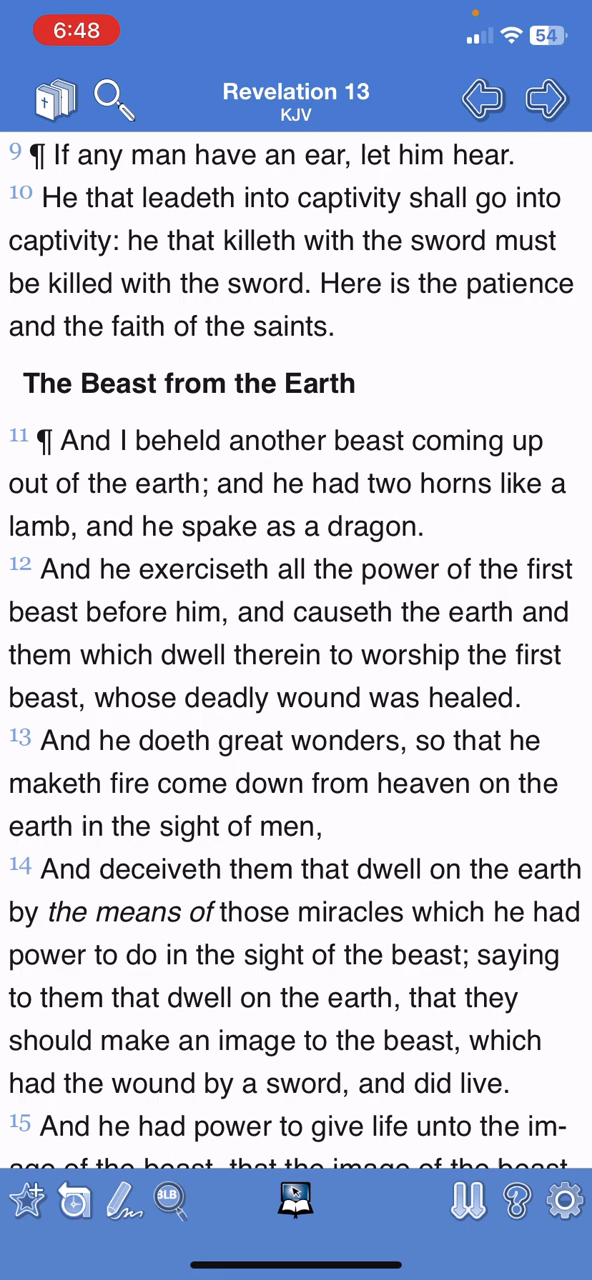 6:48
54
Revelation 13
KJV
9 ¶ If any man have an ear, let him hear.
10 He that leadeth into captivity shall go into
captivity: he that killeth with the sword must
be killed with the sword. Here is the patience
and the faith of the saints.
The Beast from the Earth
11 ¶ And I beheld another beast coming up
out of the earth; and he had two horns like a
lamb, and he spake as a dragon.
12 And he exerciseth all the power of the first
beast before him, and causeth the earth and
them which dwell therein to worship the first
beast, whose deadly wound was healed.
13 And he doeth great wonders, so that he
maketh fire come down from heaven on the
earth in the sight of men,
14 And deceiveth them that dwell on the earth
by the means of those miracles which he had
power to do in the sight of the beast; saying
to them that dwell on the earth, that they
should make an image to the beast, which
had the wound by a sword, and did live.
15 And he had power to give life unto the im-
age of the beast, that the image of the beast
BLB